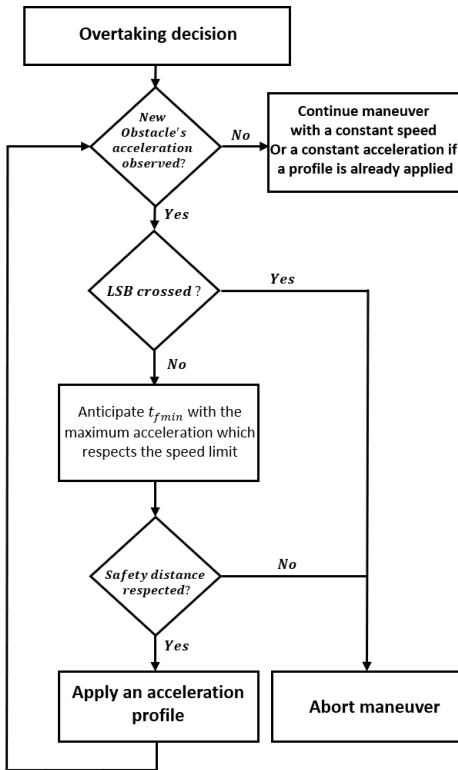 Overtaking decision
New
Obstacle's
acceleration
observed?
No
Continue maneuver
with a constant speed
Or a constant acceleration if
a profile is already applied
Yes
LSB crossed ?
Yes
No
Anticipate t_fmin with the
maximum acceleration which
respects the speed limit
Safety distance
respected?
No
Yes
Apply an acceleration
profile
Abort maneuver